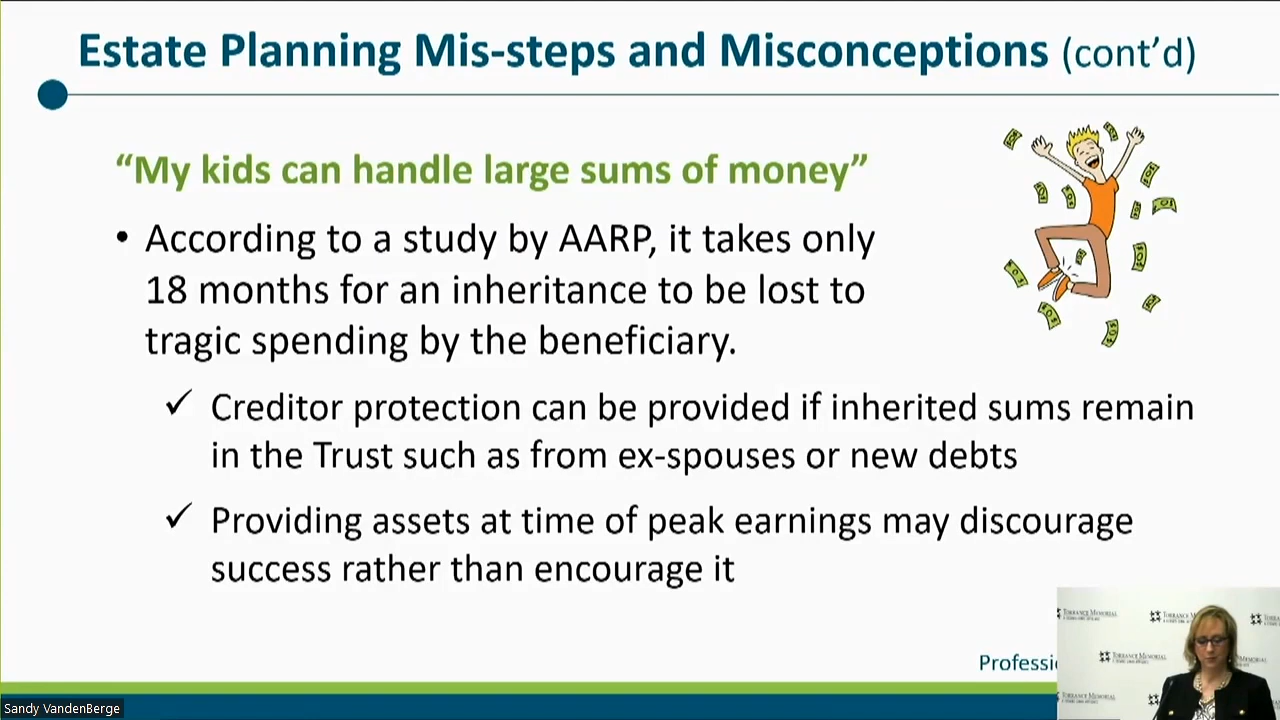 Estate Planning Mis-steps and Misconceptions (cont’d)
“My kids can handle large sums of money”
• According to a study by AARP, it takes only
18 months for an inheritance to be lost to
tragic spending by the beneficiary.
✓ Creditor protection can be provided if inherited sums remain
in the Trust such as from ex-spouses or new debts
✓ Providing assets at time of peak earnings may discourage
success rather than encourage it
Sandy VandenBerge
TORRANCE MEMORIAL